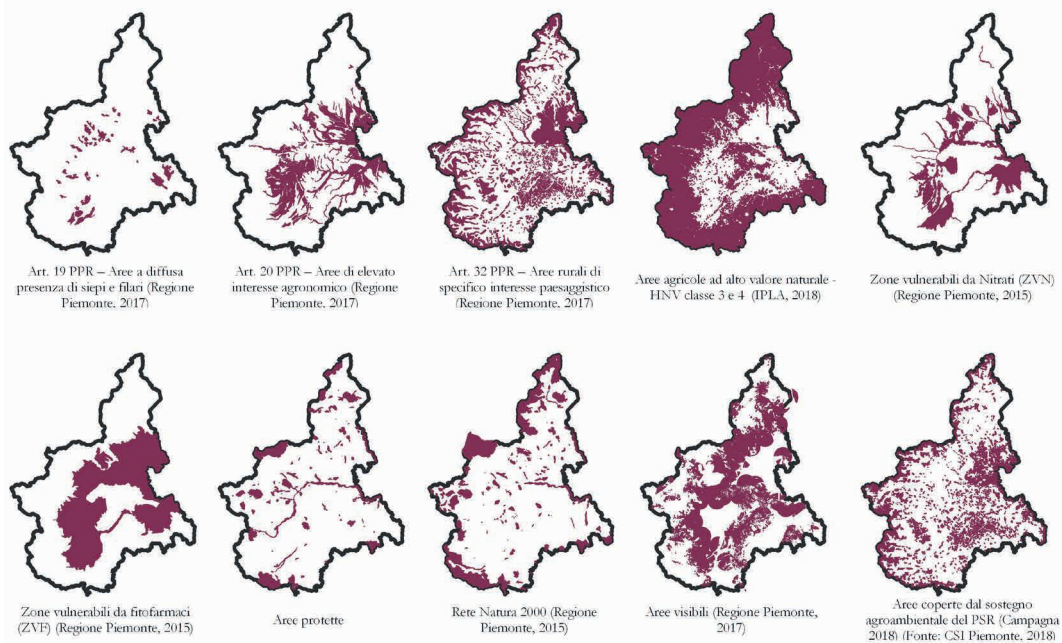 Art. 19 PPR – Aree a diffusa
presenza di siepi e filari (Regione
Piemonte, 2017)
Art. 20 PPR – Aree di elevato
interesse agronomico (Regione
Piemonte, 2017)
Art. 32 PPR – Aree rurali di
specifico interesse paesaggistico
(Regione Piemonte, 2017)
Aree agricole ad alto valore naturale -
HNV classe 3 e 4 (IPLA, 2018)
Zone vulnerabili da Nitrati (ZVN)
(Regione Piemonte, 2015)
Zone vulnerabili da fitofarmaci
(ZVF) (Regione Piemonte, 2015)
Aree protette
Rete Natura 2000 (Regione
Piemonte, 2015)
Aree visibili (Regione Piemonte,
2017)
Aree coperte dal sostegno
agroambientale del PSR (Campagna
2018) (Fonte: CSI Piemonte, 2018)